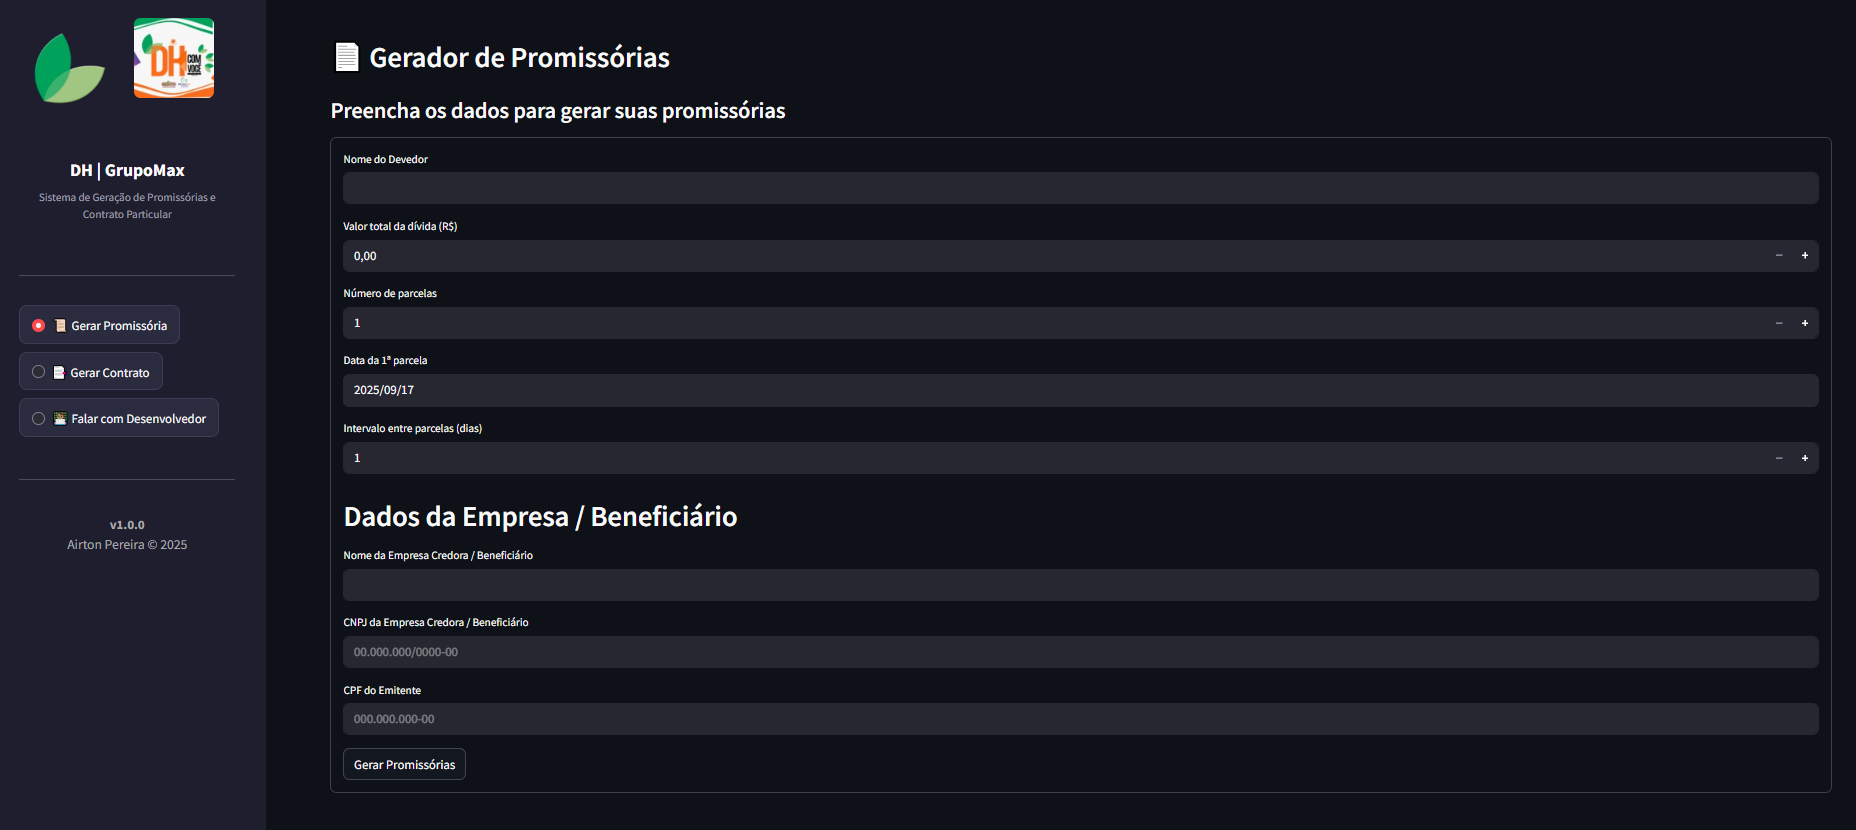 DH COM VOCÊ
DH | GrupoMax
Sistema de Geração de Promissórias e
Contrato Particular
Gerar Promissória
Gerar Contrato
Falar com Desenvolvedor
v1.0.0
Airton Pereira © 2025
Gerador de Promissórias
Preencha os dados para gerar suas promissórias
Nome do Devedor
Valor total da dívida (R$)
0,00
Número de parcelas
1
Data da 1ª parcela
2025/09/17
Intervalo entre parcelas (dias)
1
Dados da Empresa / Beneficiário
Nome da Empresa Credora / Beneficiário
CNPJ da Empresa Credora / Beneficiário
00.000.000/0000-00
CPF do Emitente
000.000.000-00
Gerar Promissórias